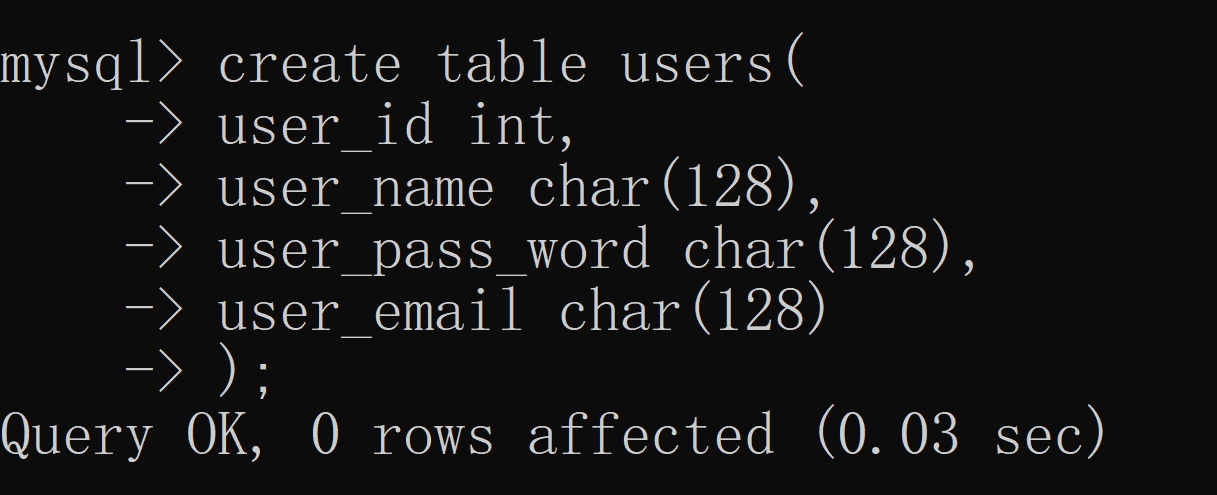 mysql> create table users(
    -> user_id int,
    -> user_name char(128),
    -> user_pass_word char(128),
    -> user_email char(128)
    -> );
Query OK, 0 rows affected (0.03 sec)